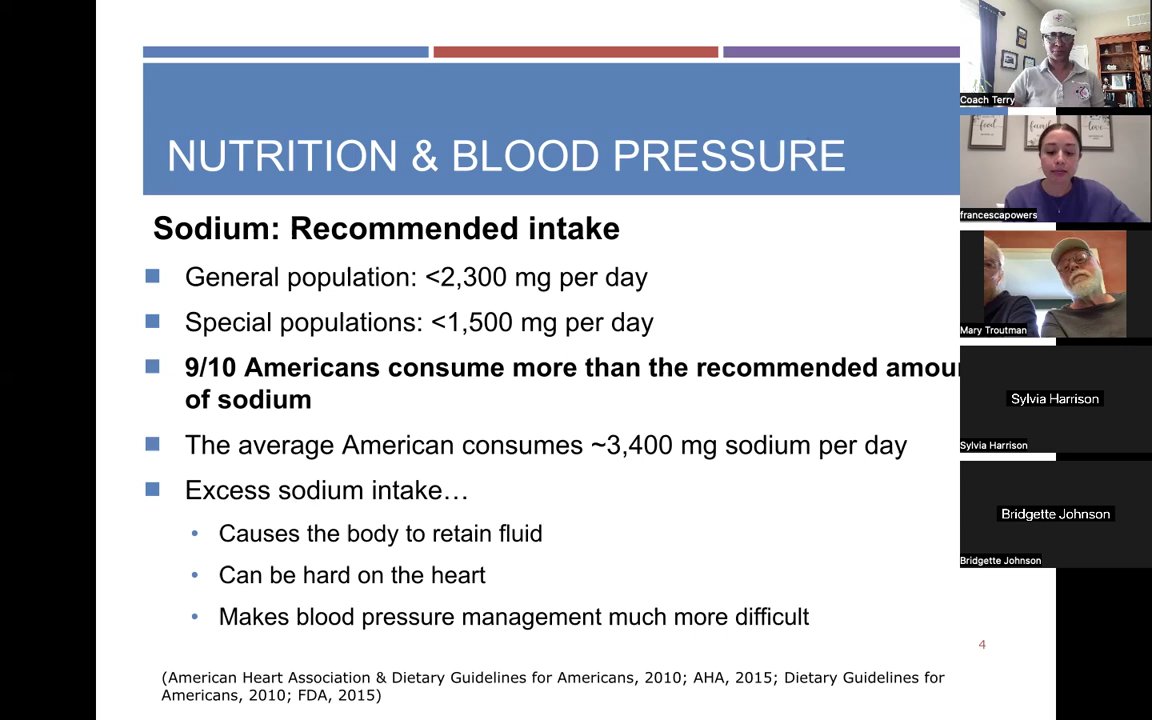 NUTRITION & BLOOD PRESSURE
Sodium: Recommended intake
General population: <2,300 mg per day
Special populations: <1,500 mg per day
9/10 Americans consume more than the recommended amou
of sodium
The average American consumes ~3,400 mg sodium per day
Excess sodium intake…
Causes the body to retain fluid
Can be hard on the heart
Makes blood pressure management much more difficult
4
(American Heart Association & Dietary Guidelines for Americans, 2010; AHA, 2015; Dietary Guidelines for
Americans, 2010; FDA, 2015)
Coach Terry
food
love
francescapowers
Mary Troutman
Sylvia Harrison
Sylvia Harrison
Bridgette Johnson
Bridgette Johnson